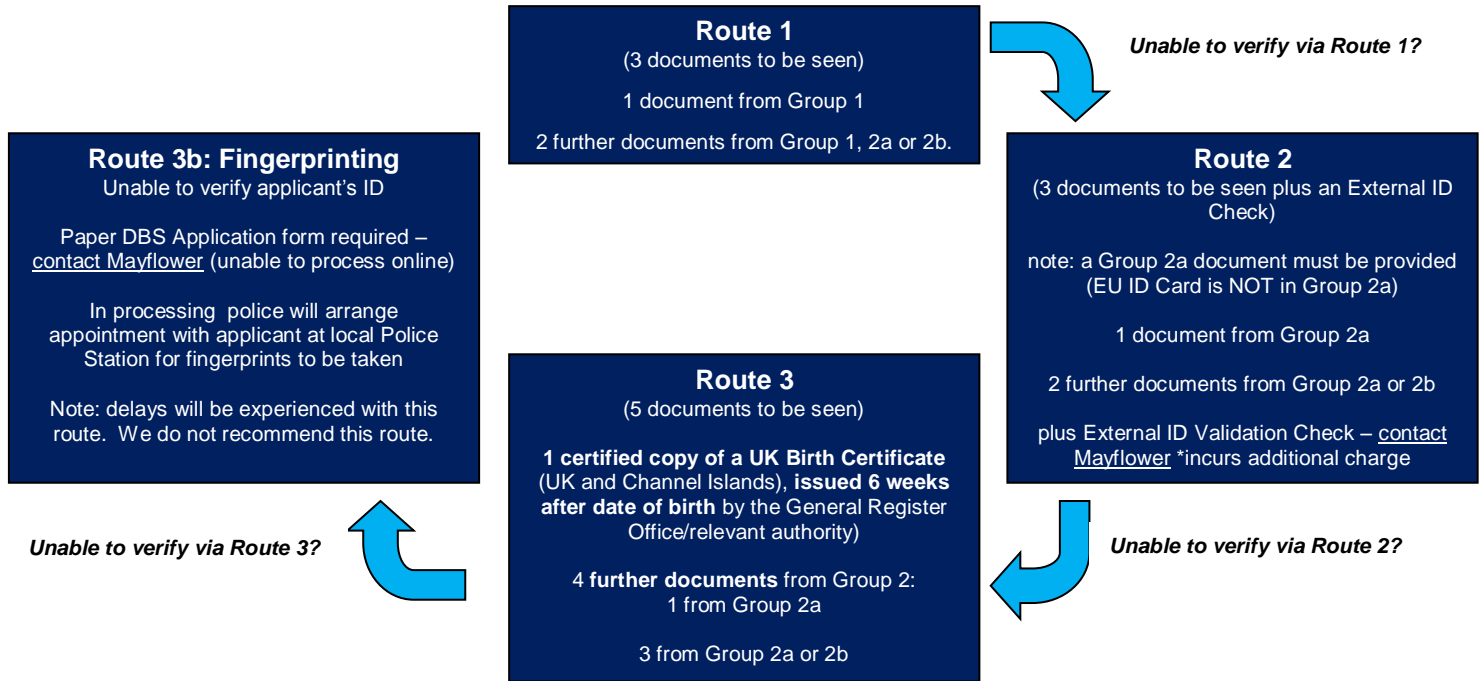 Route 1
(3 documents to be seen)
1 document from Group 1
2 further documents from Group 1, 2a or 2b.
Unable to verify via Route 1?
Route 2
(3 documents to be seen plus an External ID
Check)
note: a Group 2a document must be provided
(EU ID Card is NOT in Group 2a)
1 document from Group 2a
2 further documents from Group 2a or 2b
plus External ID Validation Check – contact
Mayflower *incurs additional charge
Unable to verify via Route 2?
Route 3
(5 documents to be seen)
1 certified copy of a UK Birth Certificate
(UK and Channel Islands), issued 6 weeks
after date of birth by the General Register
Office/relevant authority)
4 further documents from Group 2:
1 from Group 2a
3 from Group 2a or 2b
Unable to verify via Route 3?
Route 3b: Fingerprinting
Unable to verify applicant's ID
Paper DBS Application form required –
contact Mayflower (unable to process online)
In processing police will arrange
appointment with applicant at local Police
Station for fingerprints to be taken
Note: delays will be experienced with this
route. We do not recommend this route.